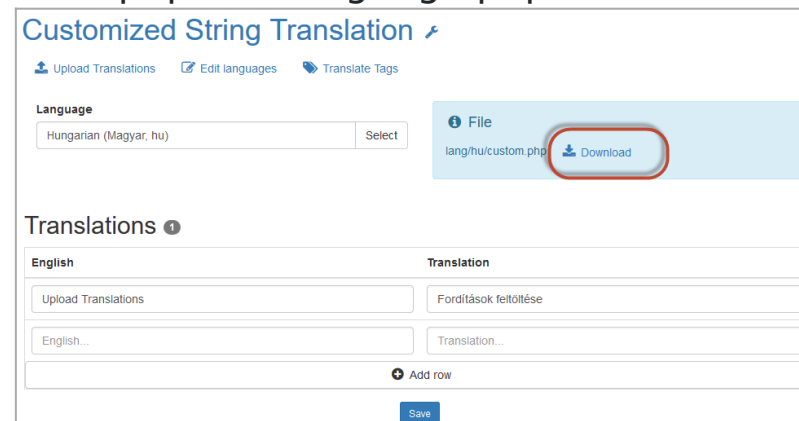 Customized String Translation
Upload Translations Edit languages Translate Tags
Language
Hungarian (Magyar, hu) Select
File
lang/hu/custom.php Download
Translations 1
English Translation
Upload Translations Fordítások feltöltése
English... Translation...
Add row
Save